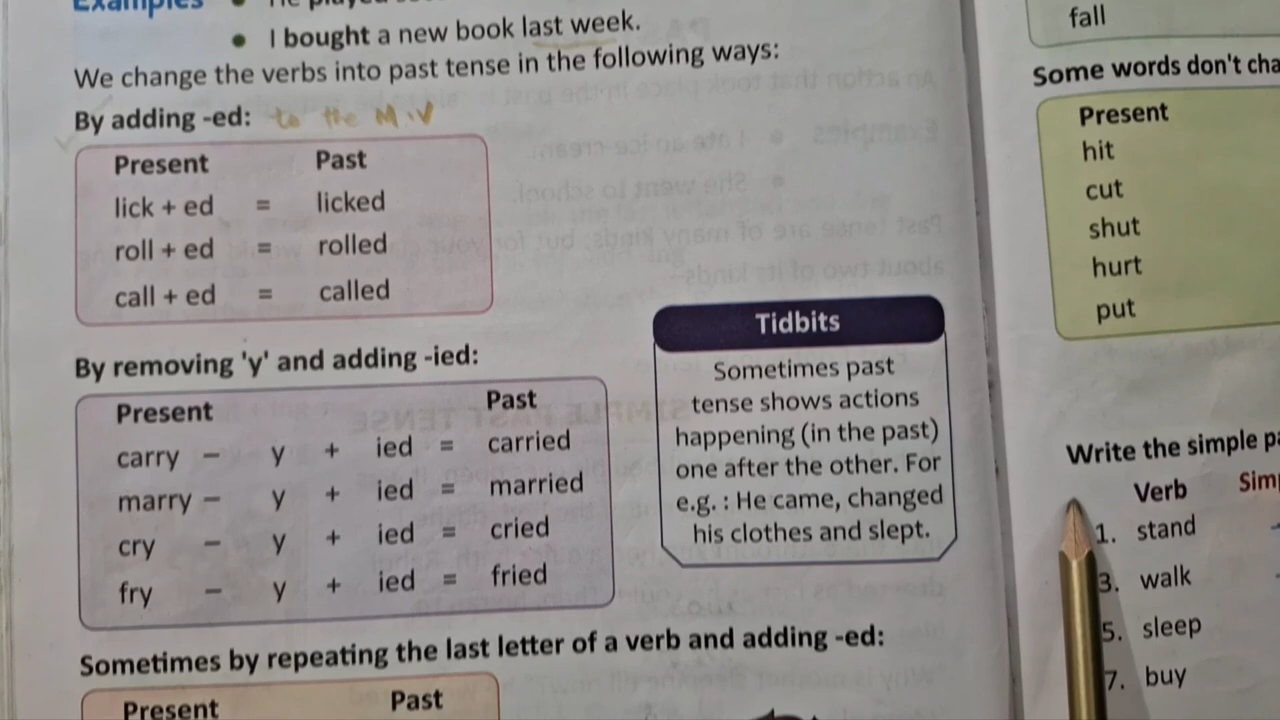 Examples
I bought a new book last week.
We change the verbs into past tense in the following ways:
By adding -ed: to the M.V
Present Past
lick + ed = licked
roll + ed = rolled
call + ed = called
By removing 'y' and adding -ied:
Present Past
carry – y + ied = carried
marry – y + ied = married
cry – y + ied = cried
fry – y + ied = fried
Tidbits
Sometimes past
tense shows actions
happening (in the past)
one after the other. For
e.g. : He came, changed
his clothes and slept.
Sometimes by repeating the last letter of a verb and adding -ed:
Present Past
fall
Some words don't
Present
hit
cut
shut
hurt
put
Write the simple
Verb
1. stand
3. walk
5. sleep
7. buy